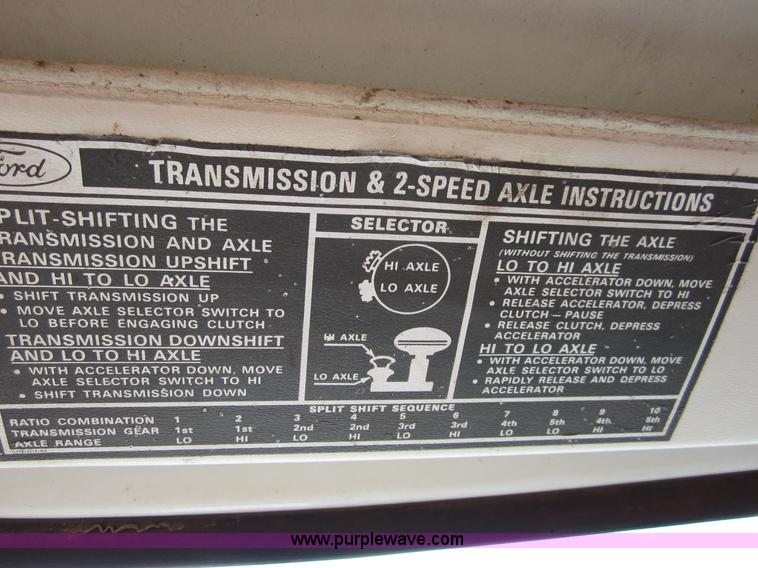 Ford
TRANSMISSION & 2-SPEED AXLE INSTRUCTIONS
PLIT-SHIFTING THE
RANSMISSION AND AXLE
TRANSMISSION UPSHIFT
AND HI TO LO AXLE
• SHIFT TRANSMISSION UP
• MOVE AXLE SELECTOR SWITCH TO
LO BEFORE ENGAGING CLUTCH
TRANSMISSION DOWNSHIFT
AND LO TO HI AXLE
• WITH ACCELERATOR DOWN, MOVE
AXLE SELECTOR SWITCH TO HI
• SHIFT TRANSMISSION DOWN
SELECTOR
HI AXLE
LO AXLE
HI AXLE
LO AXLE
SHIFTING THE AXLE
(WITHOUT SHIFTING THE TRANSMISSION)
LO TO HI AXLE
• WITH ACCELERATOR DOWN, MOVE
AXLE SELECTOR SWITCH TO HI
• RELEASE ACCELERATOR, DEPRESS
CLUTCH — PAUSE
• RELEASE CLUTCH, DEPRESS
ACCELERATOR
HI TO LO AXLE
• WITH ACCELERATOR DOWN, MOVE
AXLE SELECTOR SWITCH TO LO
• RAPIDLY RELEASE AND DEPRESS
ACCELERATOR
SPLIT SHIFT SEQUENCE
RATIO COMBINATION 1 2 3 4 5 6 7 8 9 10
TRANSMISSION GEAR 1st 1st 2nd 2nd 3rd 3rd 4th 5th 4th 5th
AXLE RANGE LO HI LO HI LO HI LO LO HI HI
www.purplewave.com